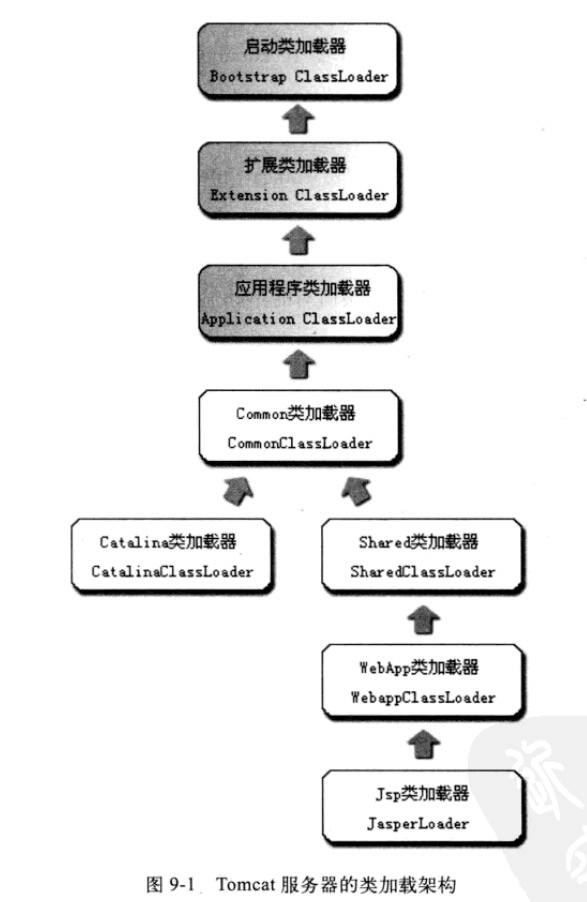 启动类加载器
Bootstrap ClassLoader
扩展类加载器
Extension ClassLoader
应用程序类加载器
Application ClassLoader
Common类加载器
CommonClassLoader
Catalina类加载器
CatalinaClassLoader
Shared类加载器
SharedClassLoader
WebApp类加载器
WebappClassLoader
Jsp类加载器
JasperLoader
图 9-1 Tomcat 服务器的类加载架构